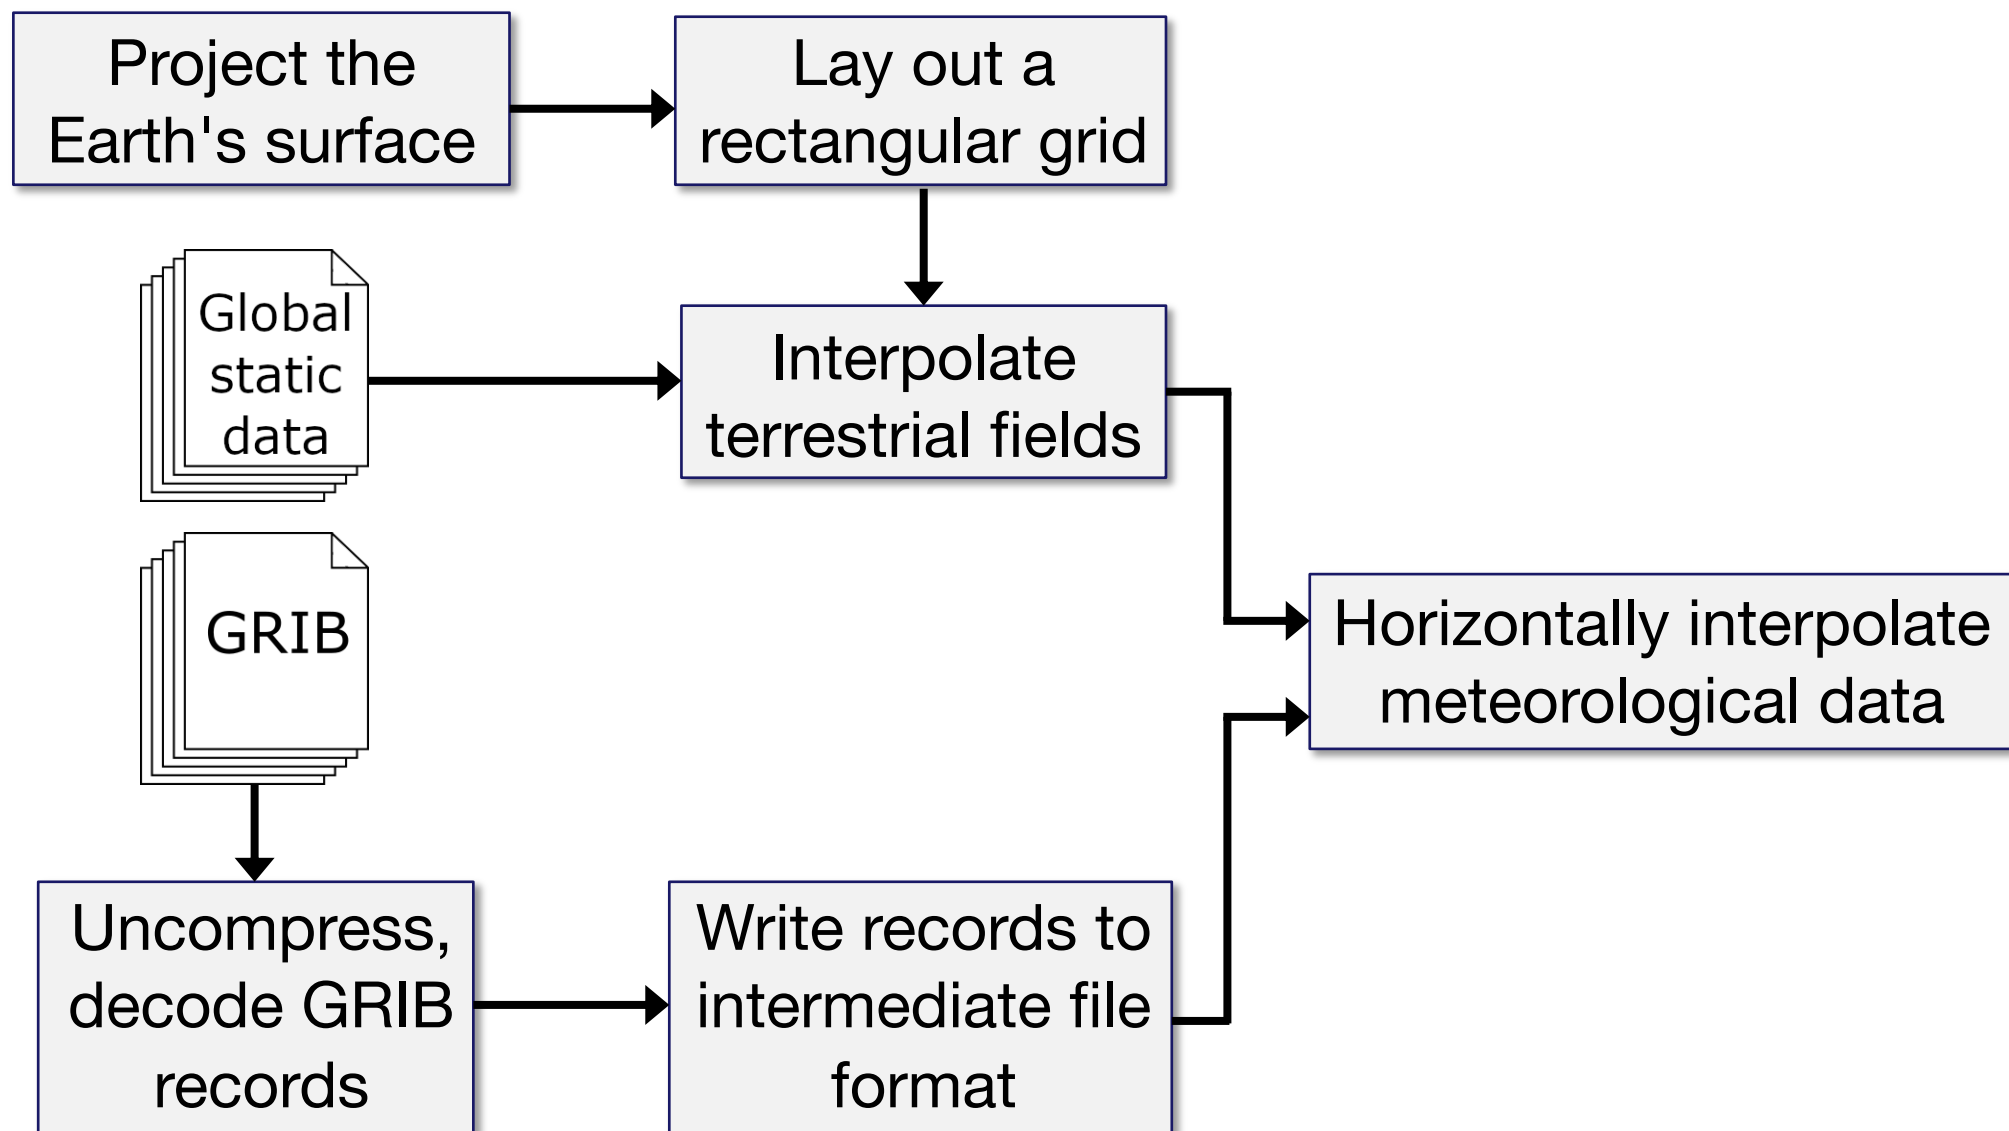 Project the
Earth's surface
Lay out a
rectangular grid
Global
static
data
Interpolate
terrestrial fields
GRIB
Horizontally interpolate
meteorological data
Uncompress,
decode GRIB
records
Write records to
intermediate file
format